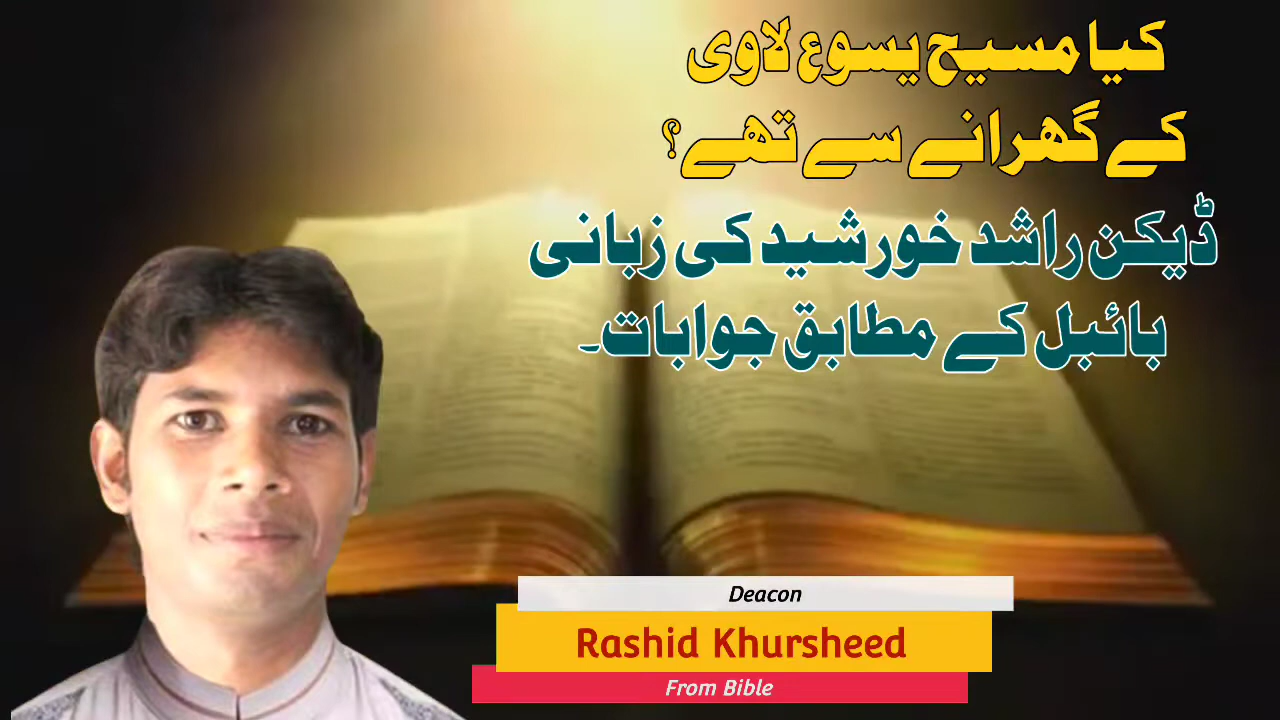 کیا مسیح یسوع لاوی
کے گھرانے سے تھے؟
ڈیکن راشد خورشید کی زبانی
بائبل کے مطابق جوابات۔
Deacon
Rashid Khursheed
From Bible